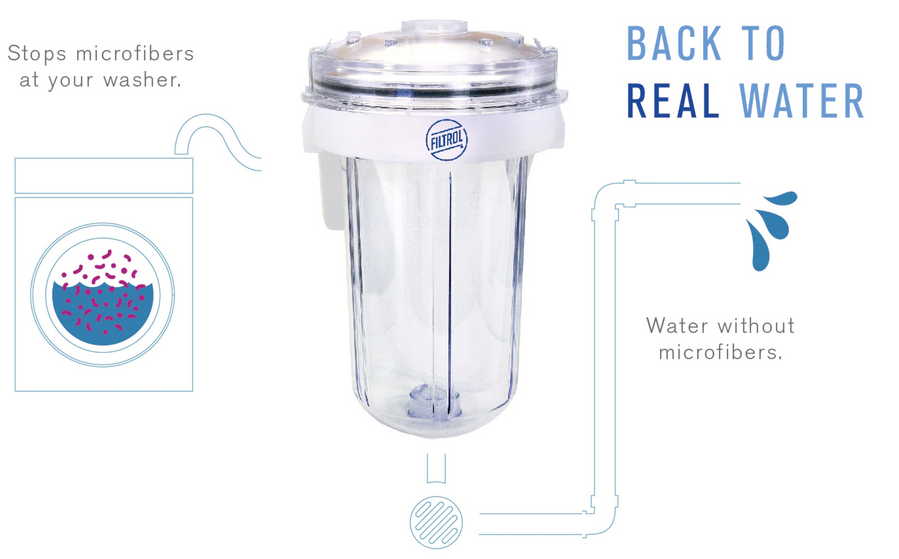 Stops microfibers
at your washer.
BACK TO
REAL WATER
FILTROL
Water without
microfibers.